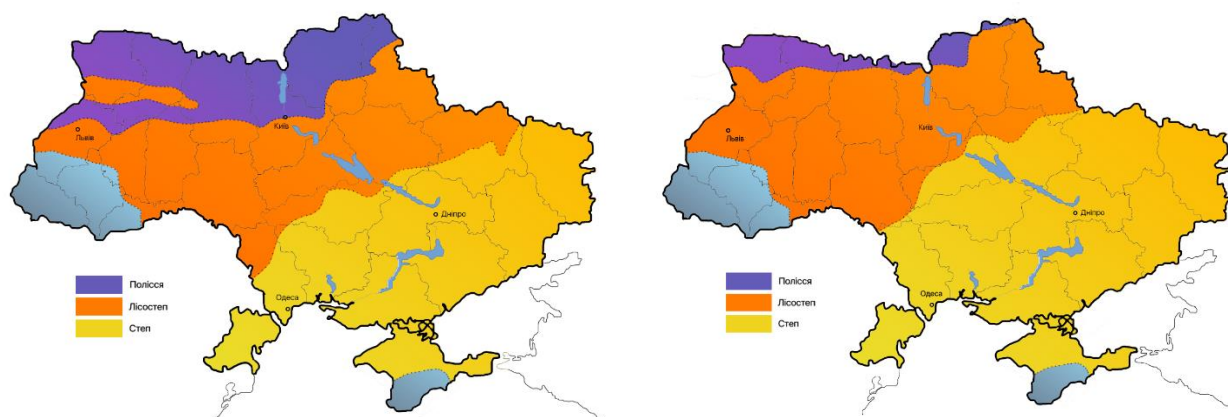 Київ
Львів
Дніпро
Одеса
Полісся
Лісостеп
Степ
Київ
Львів
Дніпро
Одеса
Полісся
Лісостеп
Степ